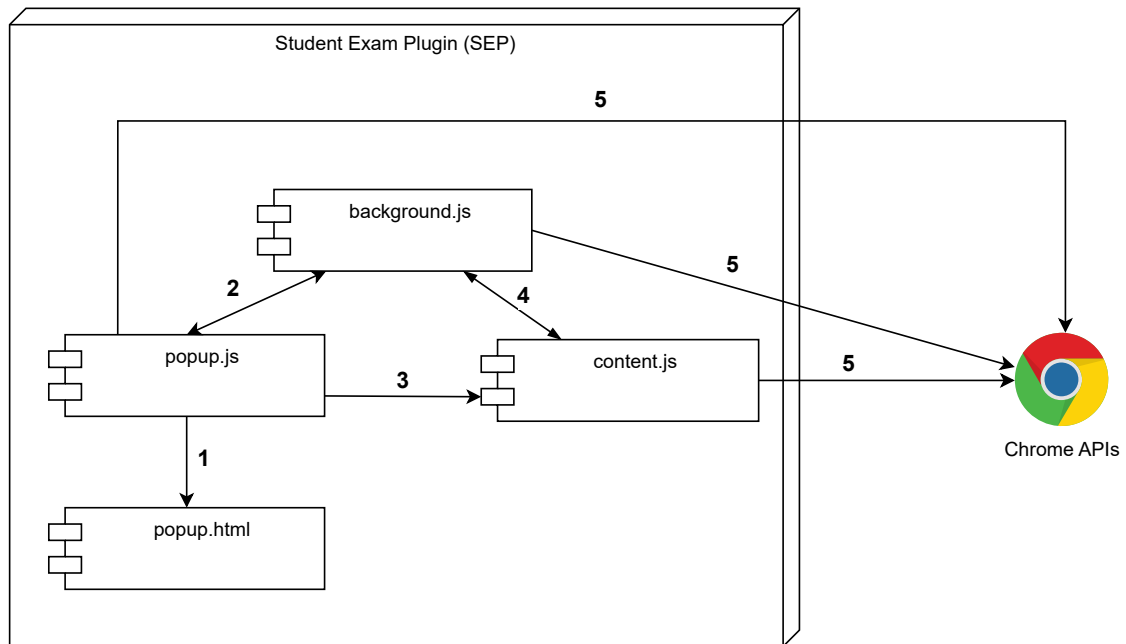 Student Exam Plugin (SEP)
5
background.js
5
2
4
popup.js
content.js
3
5
1
Chrome APIs
popup.html